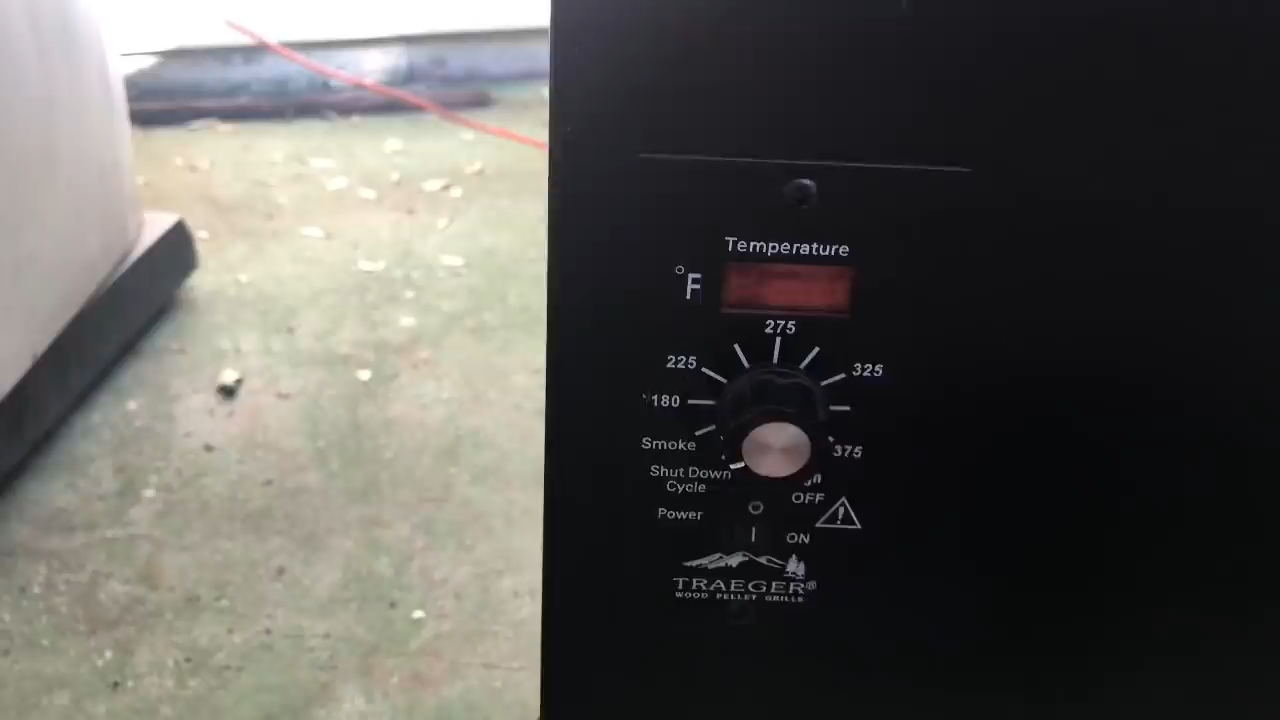 Temperature
°F
275
225
325
180
Smoke
375
Shut Down
Cycle
OFF
Power
ON
TRAEGER®
WOOD PELLET GRILLS